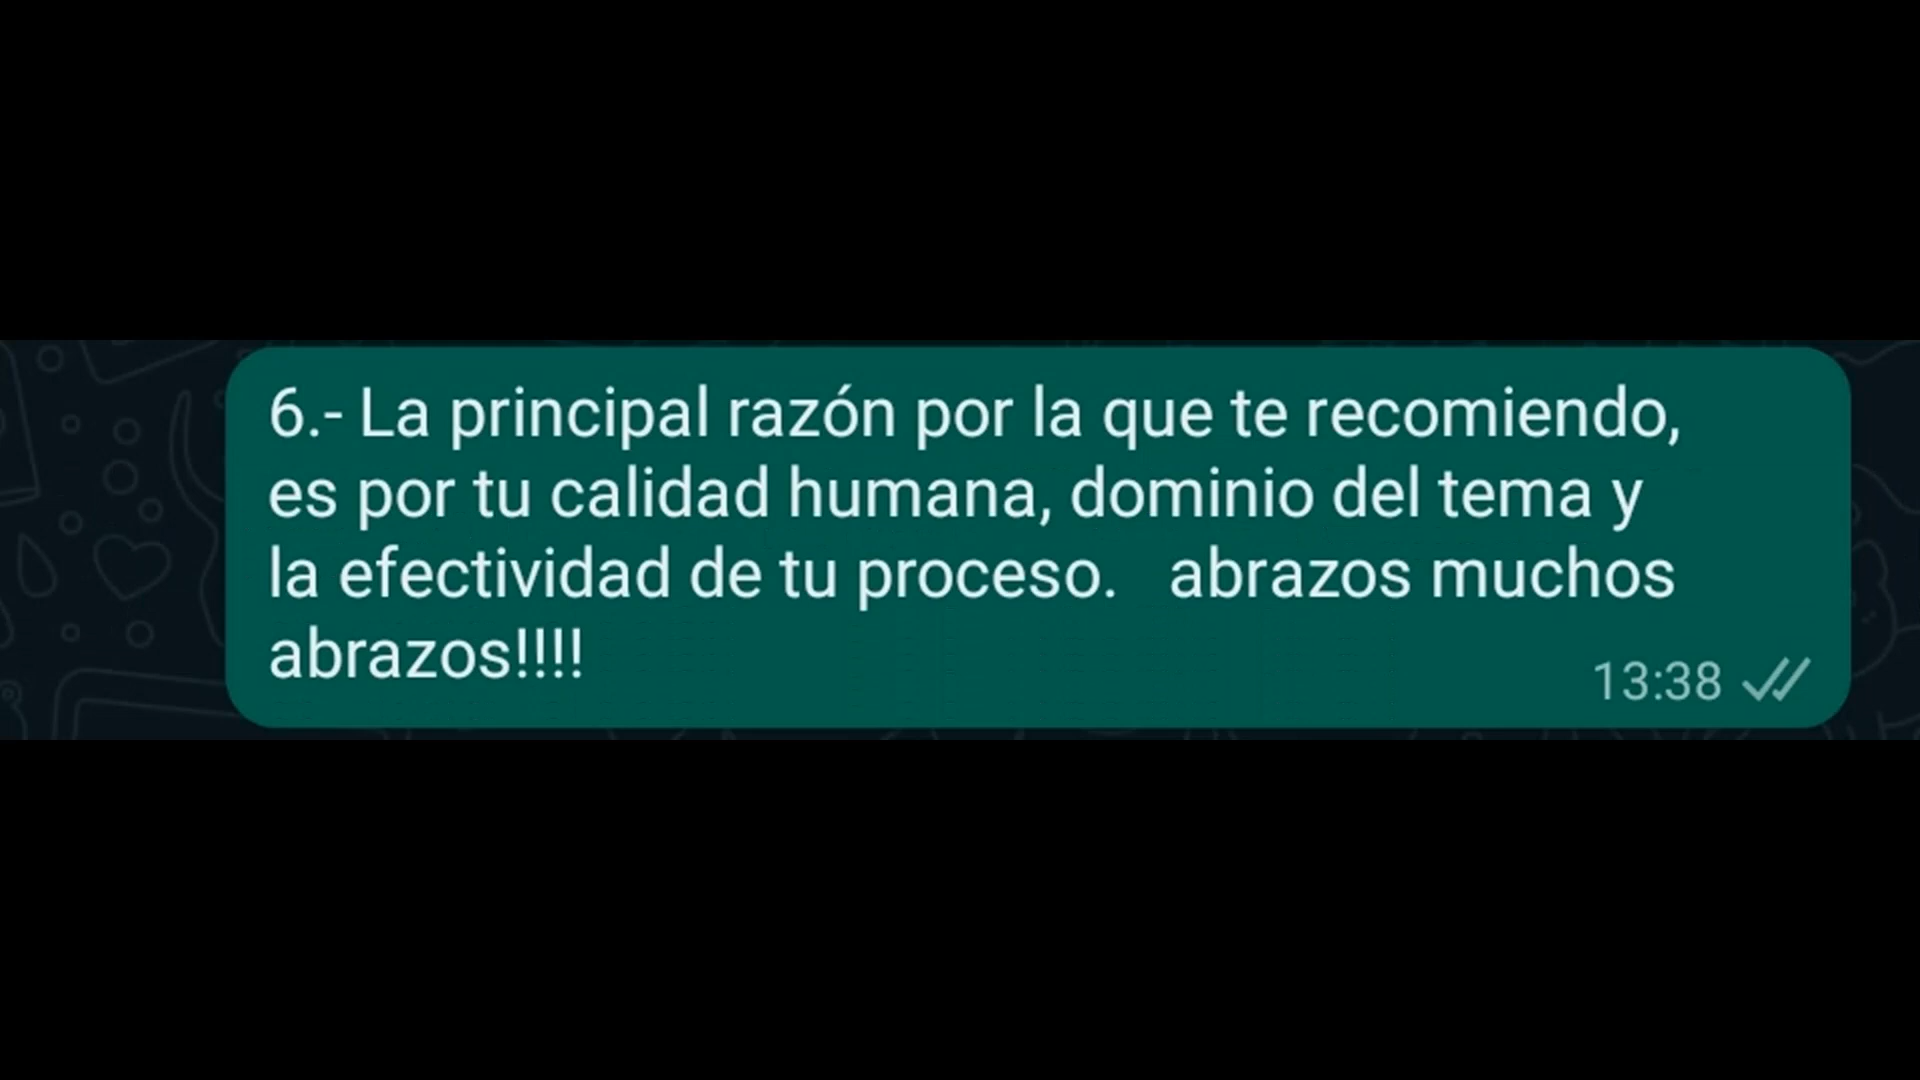 6.- La principal razón por la que te recomiendo,
es por tu calidad humana, dominio del tema y
la efectividad de tu proceso.   abrazos muchos
abrazos!!!!
13:38